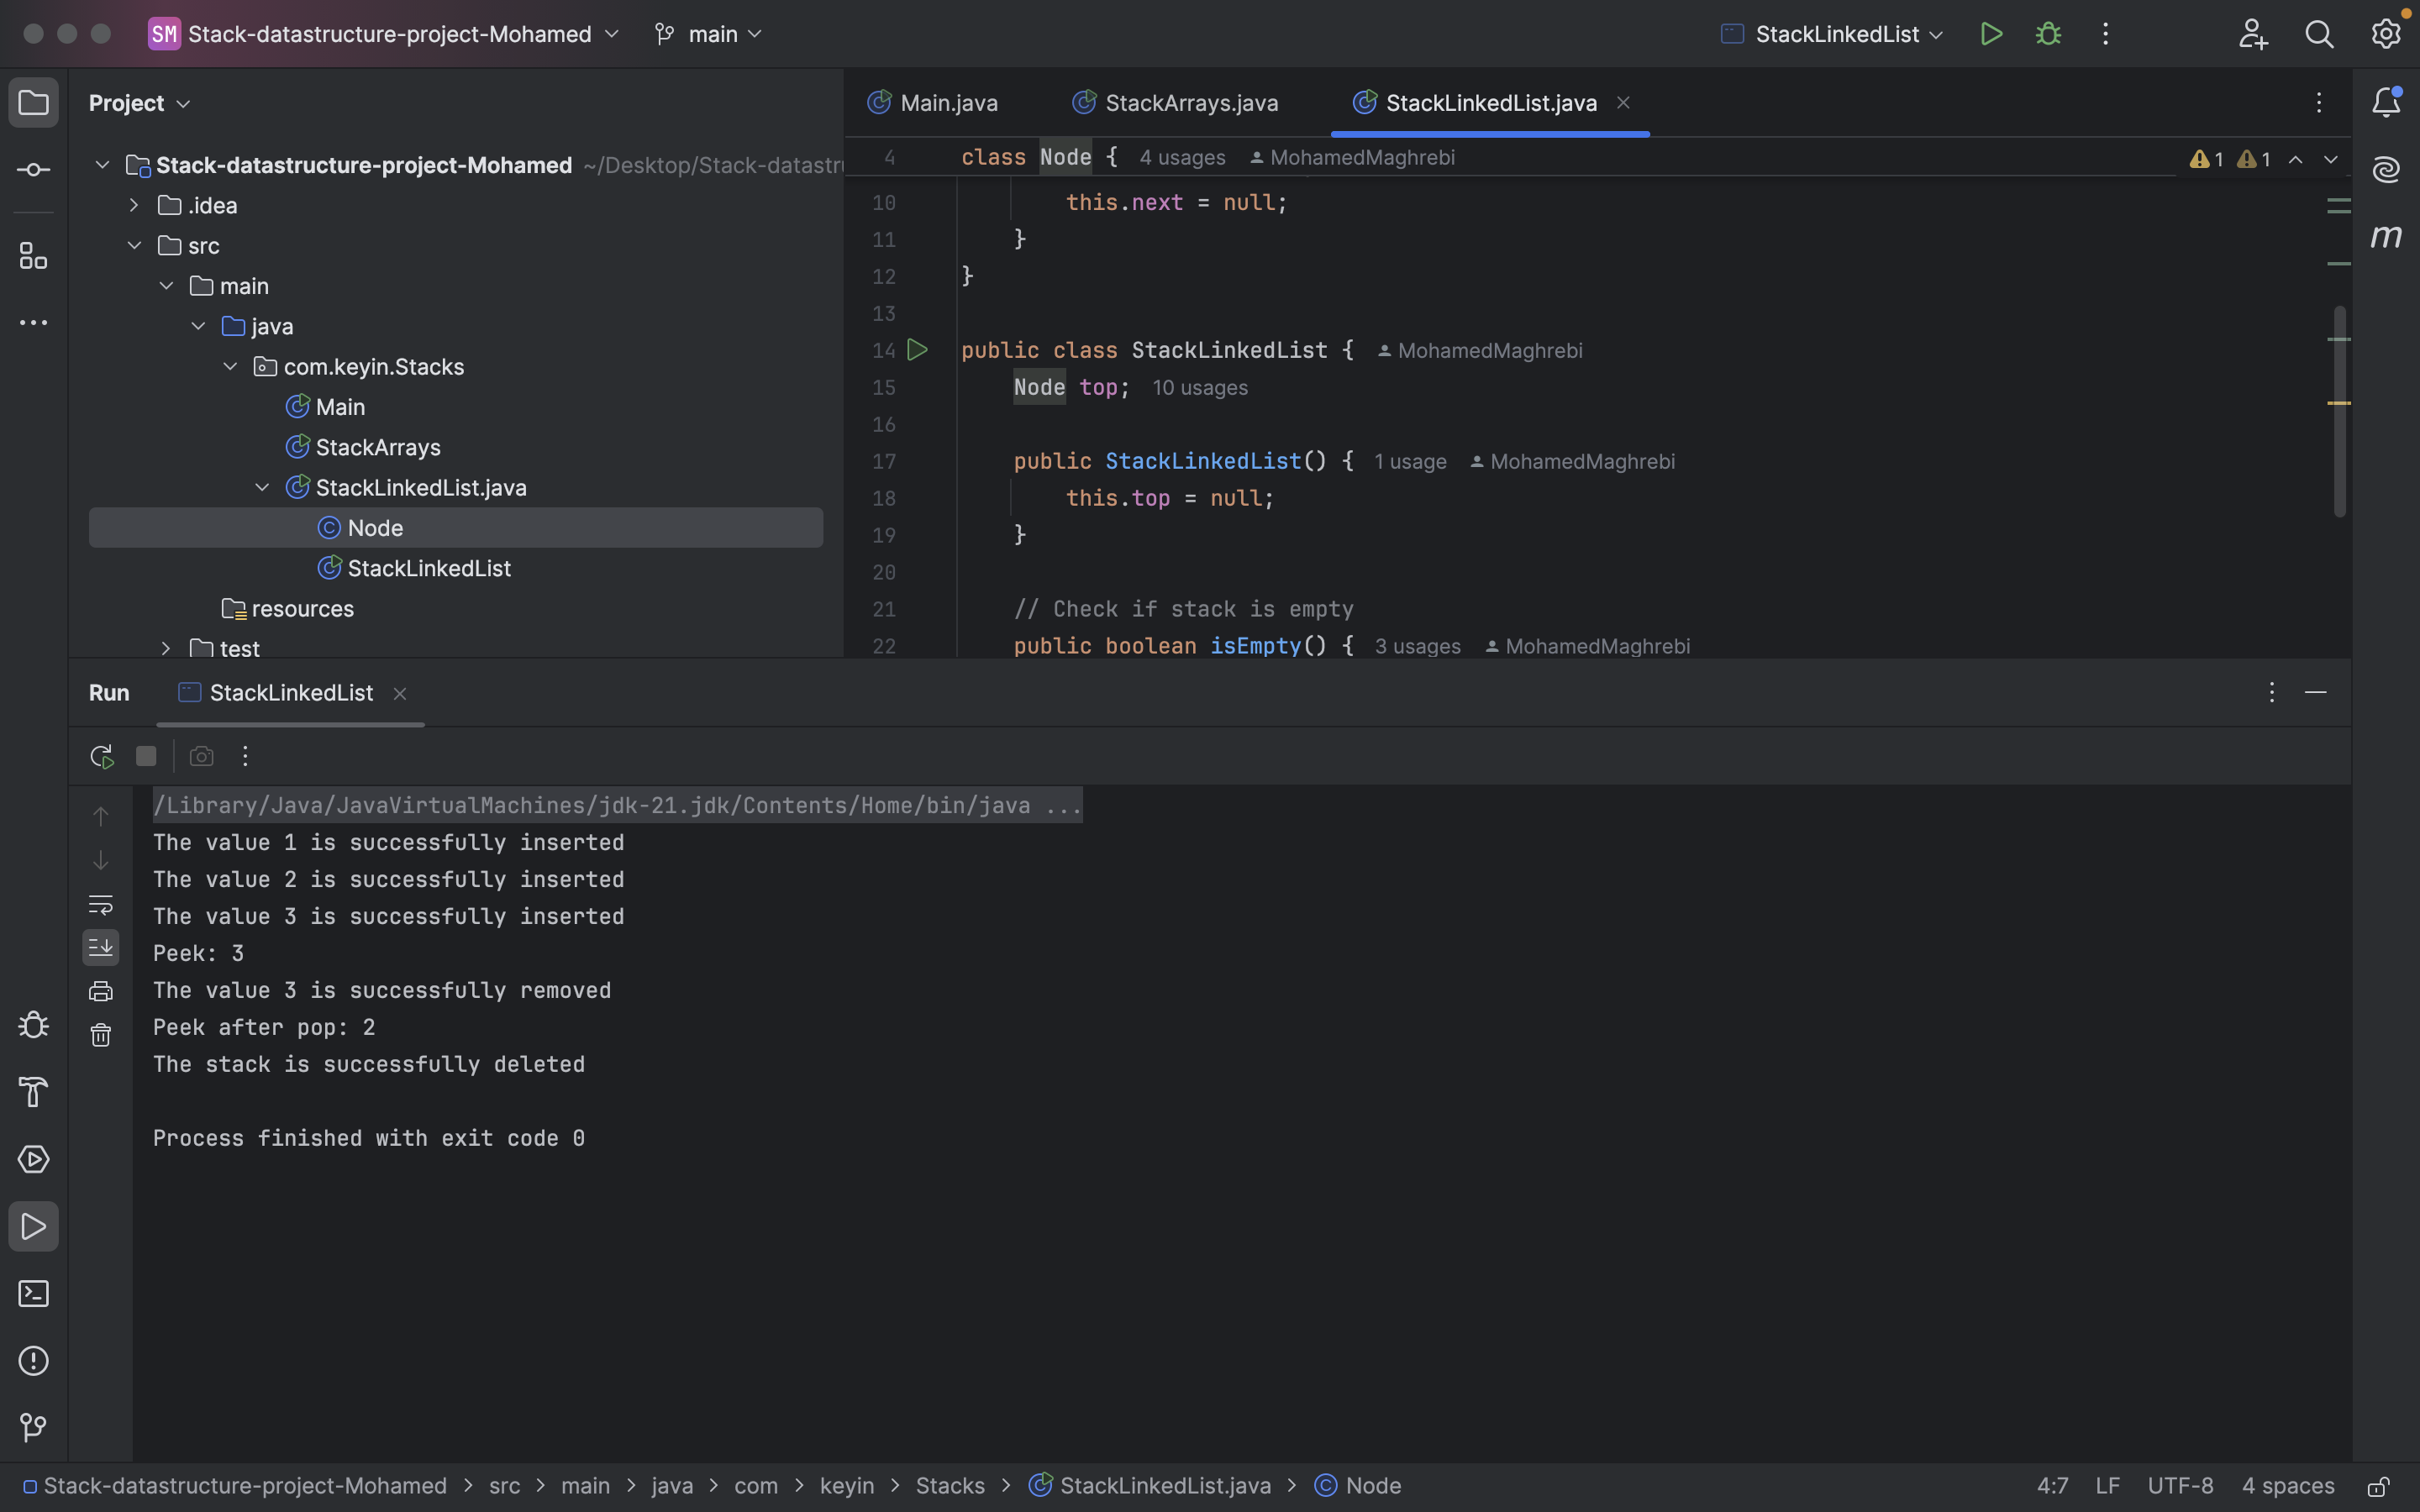 SM Stack-datastructure-project-Mohamed main StackLinkedList
Project
Stack-datastructure-project-Mohamed ~/Desktop/Stack-datastr
.idea
src
main
java
com.keyin.Stacks
Main
StackArrays
StackLinkedList.java
Node
StackLinkedList
resources
test
Main.java StackArrays.java StackLinkedList.java
4 class Node { 4 usages MohamedMaghrebi 1 1
10 this.next = null;
11 }
12 }
13
14 public class StackLinkedList { MohamedMaghrebi
15 Node top; 10 usages
16
17 public StackLinkedList() { 1 usage MohamedMaghrebi
18 this.top = null;
19 }
20
21 // Check if stack is empty
22 public boolean isEmpty() { 3 usages MohamedMaghrebi
m
Run StackLinkedList
/Library/Java/JavaVirtualMachines/jdk-21.jdk/Contents/Home/bin/java ...
The value 1 is successfully inserted
The value 2 is successfully inserted
The value 3 is successfully inserted
Peek: 3
The value 3 is successfully removed
Peek after pop: 2
The stack is successfully deleted
Process finished with exit code 0
Stack-datastructure-project-Mohamed > src > main > java > com > keyin > Stacks > StackLinkedList.java > Node 4:7 LF UTF-8 4 spaces